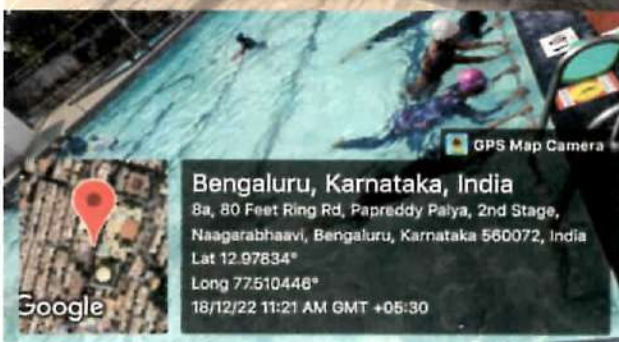 GPS Map Camera
Bengaluru, Karnataka, India
8a, 80 Feet Ring Rd, Papreddy Palya, 2nd Stage,
Naagarabhaavi, Bengaluru, Karnataka 560072, India
Lat 12.97834°
Long 77.510446°
18/12/22 11:21 AM GMT +05:30
Google